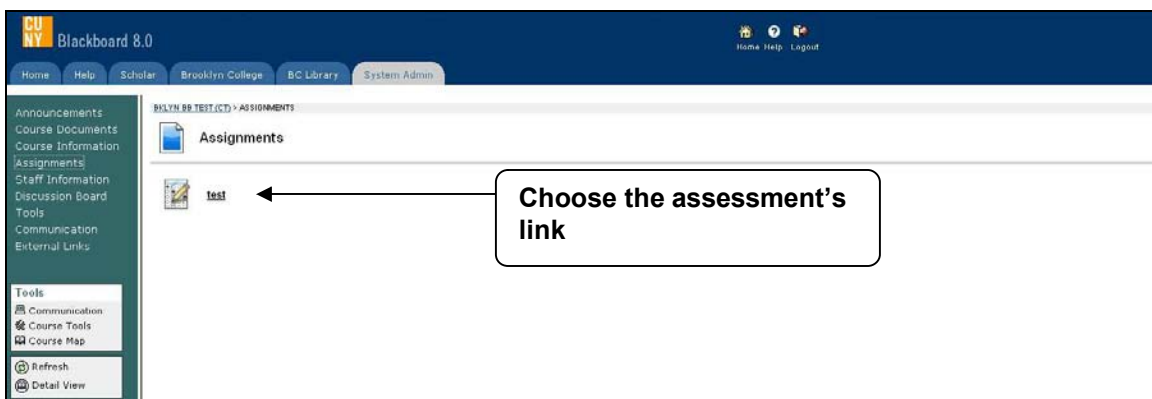 CU
NY Blackboard 8.0
Home Help Logout
Home Help Scholar Brooklyn College BC Library System Admin
BKLYN BB TEST (CT) > ASSIGNMENTS
Announcements
Course Documents
Course Information
Assignments
Staff Information
Discussion Board
Tools
Communication
External Links
Tools
Communication
Course Tools
Course Map
Refresh
Detail View
Assignments
test
Choose the assessment’s
link